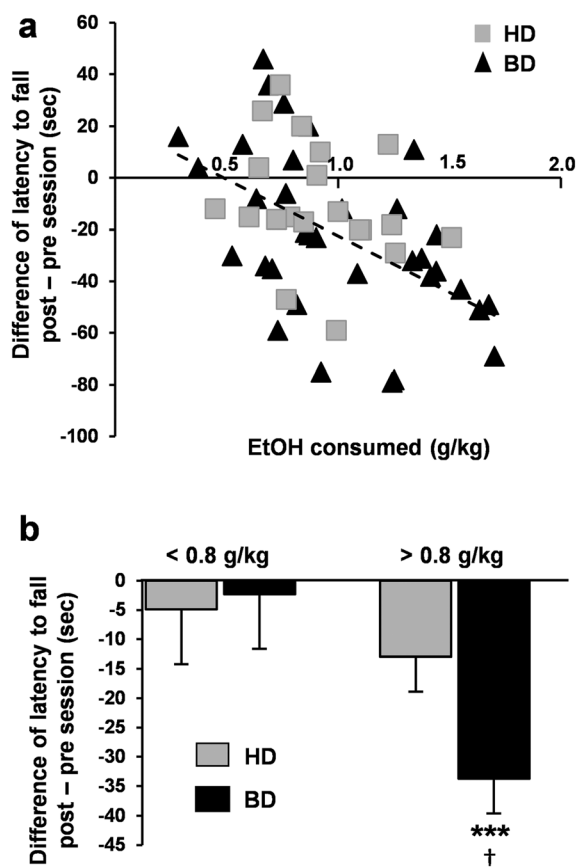 a
60
40
20
0
-20
-40
-60
-80
-100
0.5
1.0
1.5
2.0
HD
BD
Difference of latency to fall
post – pre session (sec)
EtOH consumed (g/kg)
b
< 0.8 g/kg
> 0.8 g/kg
0
-5
-10
-15
-20
-25
-30
-35
-40
-45
Difference of latency to fall
post – pre session (sec)
HD
BD
***
†